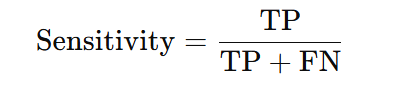 Sensitivity = TP / TP + FN